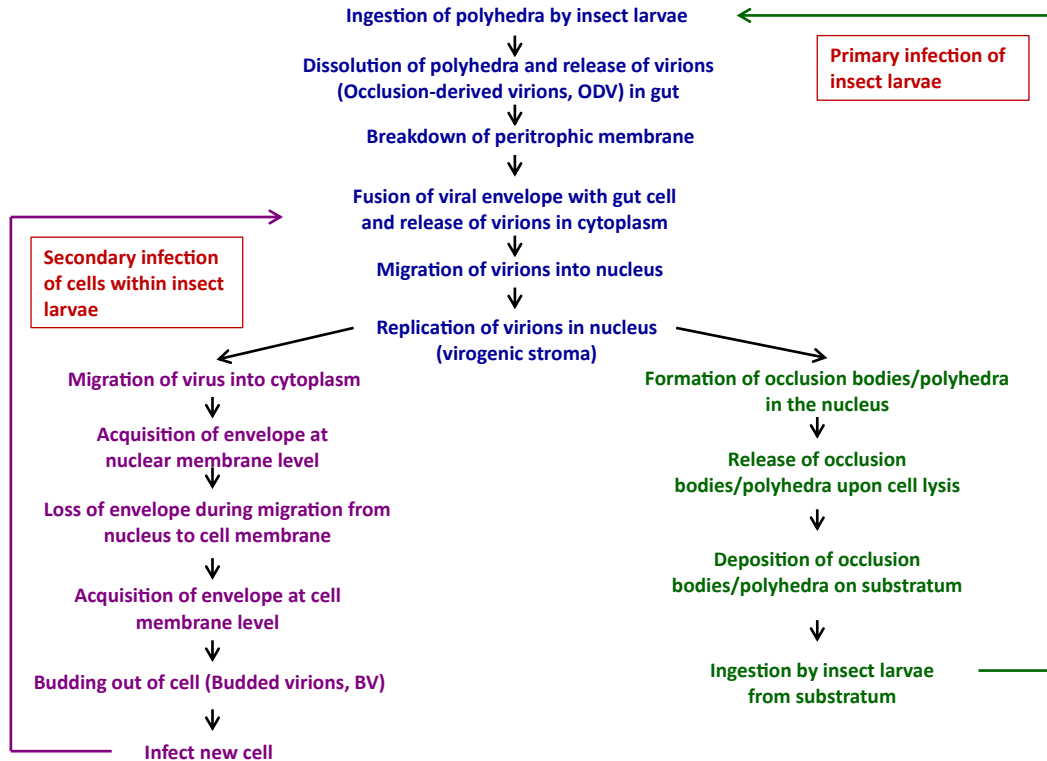 Ingestion of polyhedra by insect larvae
Primary infection of
insect larvae
Dissolution of polyhedra and release of virions
(Occlusion-derived virions, ODV) in gut
Breakdown of peritrophic membrane
Fusion of viral envelope with gut cell
and release of virions in cytoplasm
Secondary infection
of cells within insect
larvae
Migration of virions into nucleus
Replication of virions in nucleus
(virogenic stroma)
Migration of virus into cytoplasm
Acquisition of envelope at
nuclear membrane level
Loss of envelope during migration from
nucleus to cell membrane
Acquisition of envelope at cell
membrane level
Budding out of cell (Budded virions, BV)
Infect new cell
Formation of occlusion bodies/polyhedra
in the nucleus
Release of occlusion
bodies/polyhedra upon cell lysis
Deposition of occlusion
bodies/polyhedra on substratum
Ingestion by insect larvae
from substratum